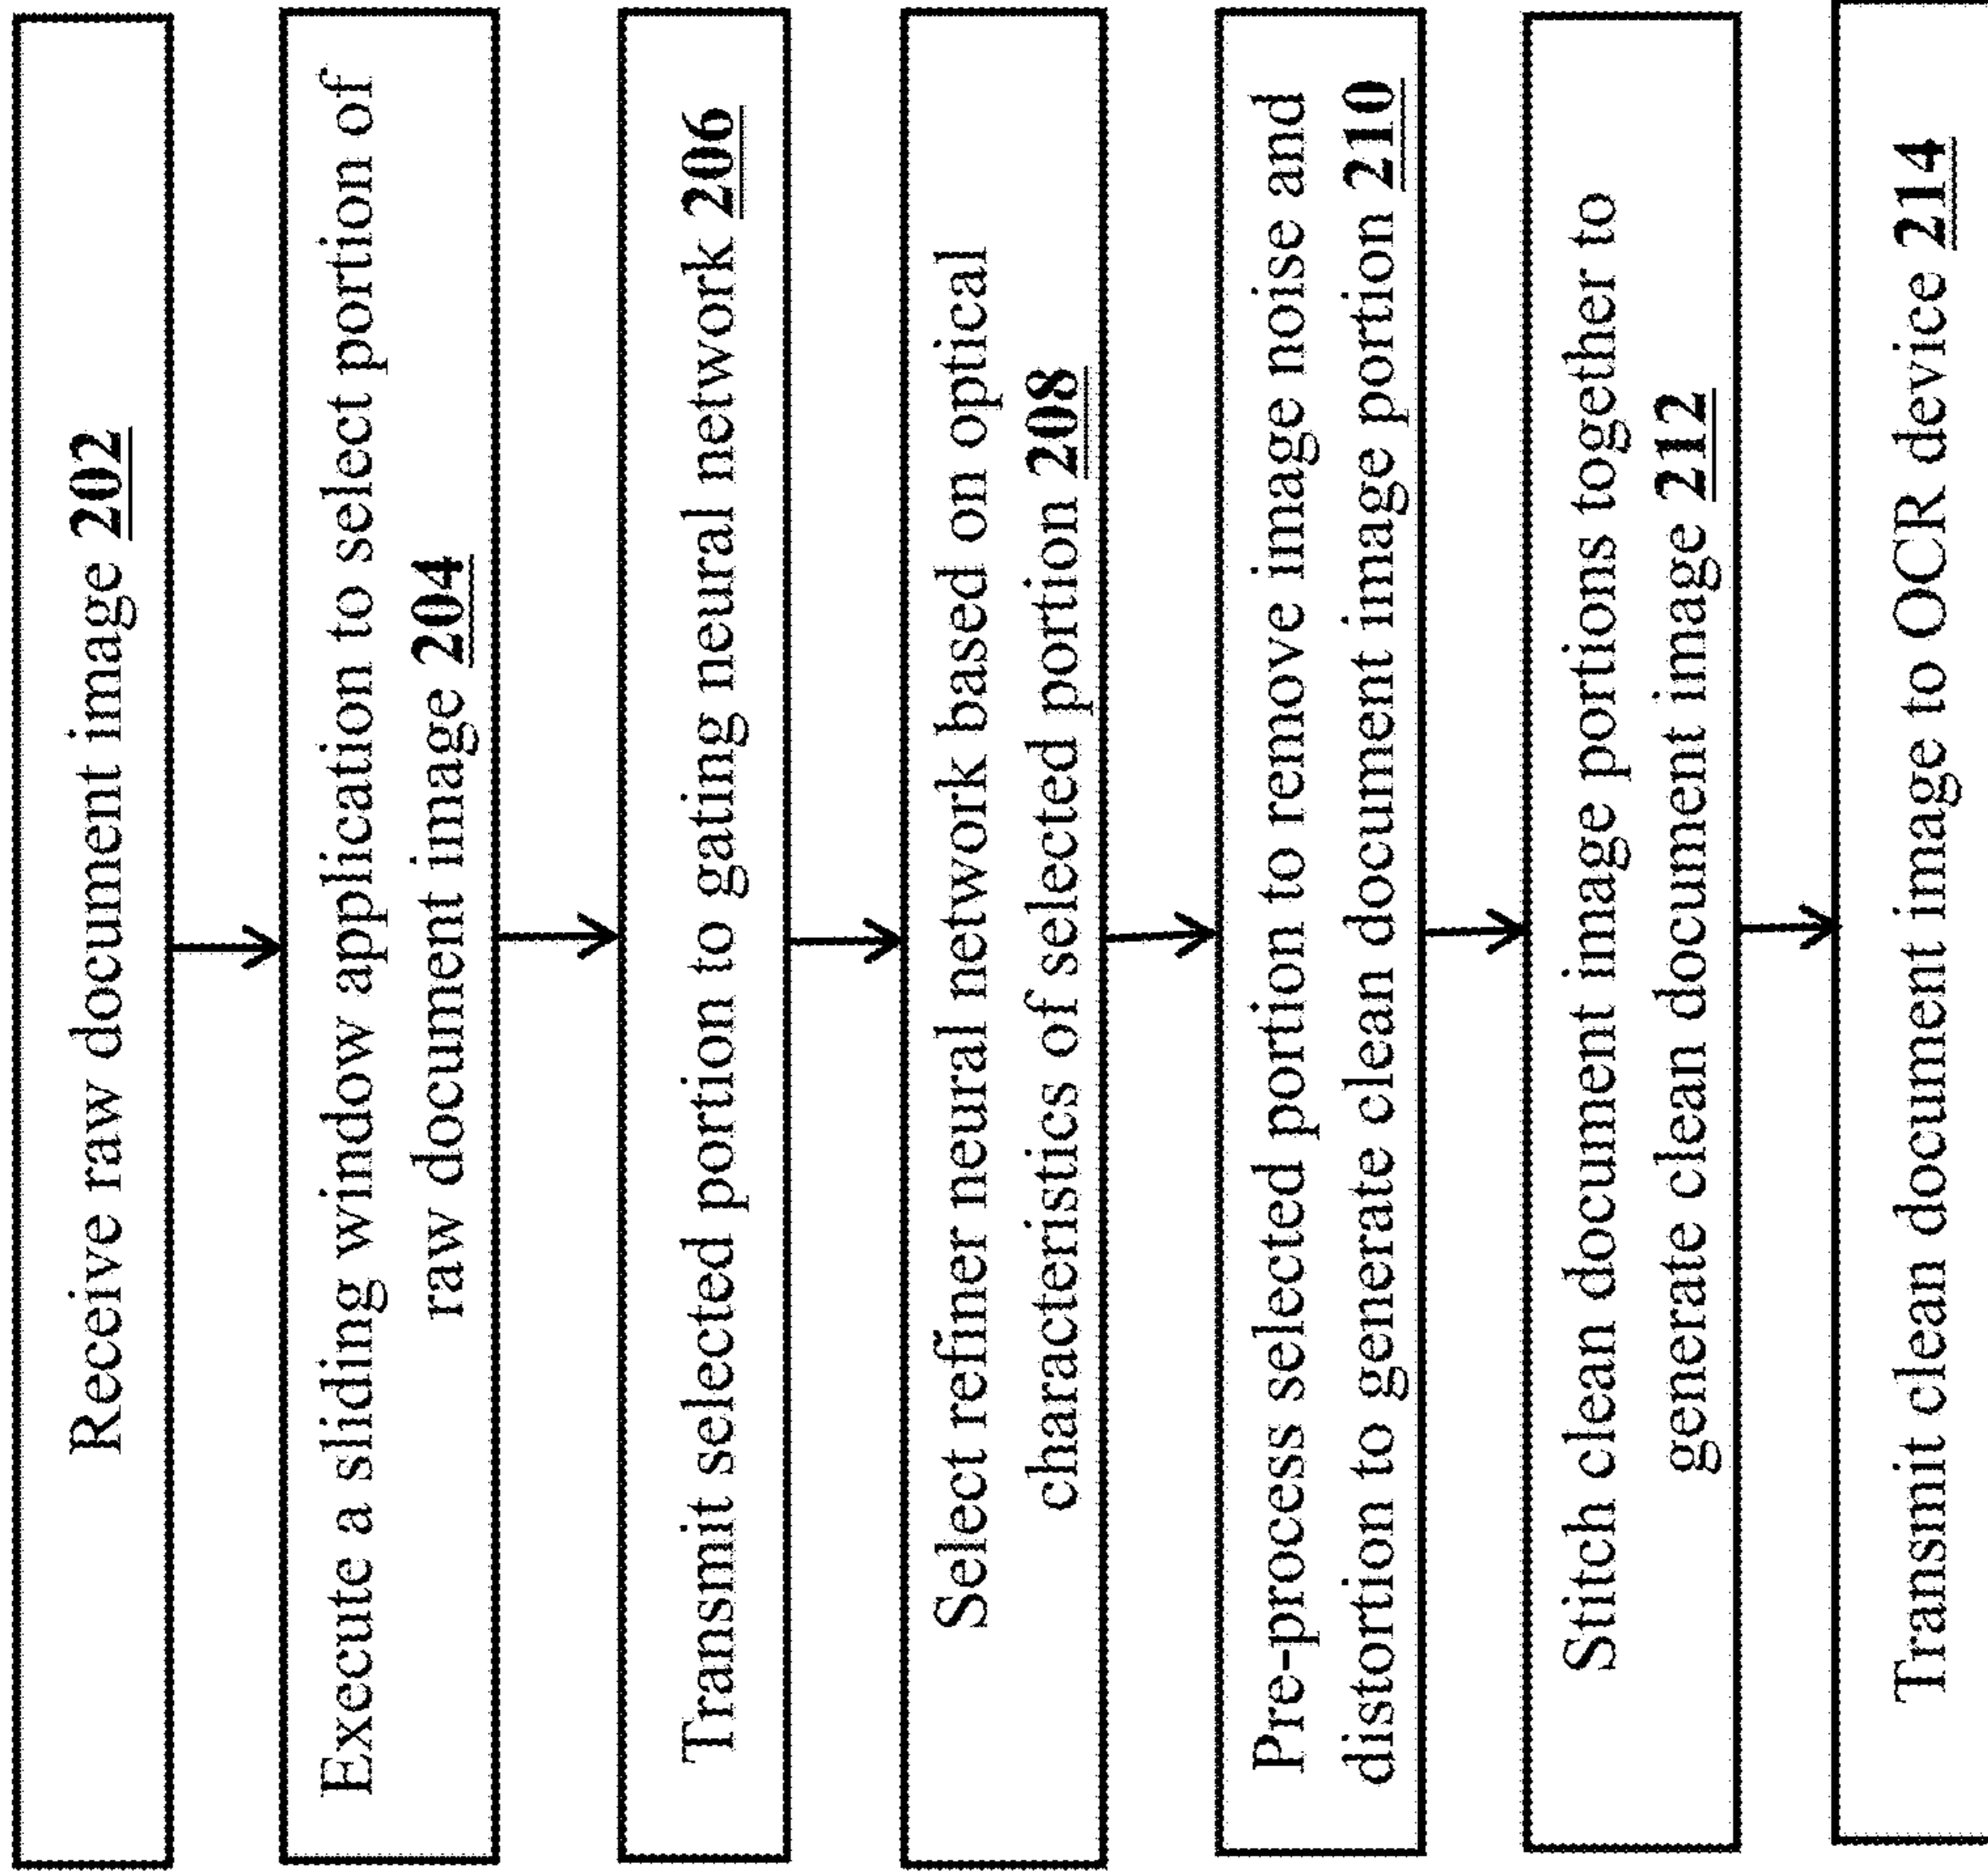 Receive raw document image 202
Execute a sliding window application to select portion of
raw document image 204
Transmit selected portion to gating neural network 206
Select refiner neural network based on optical
characteristics of selected portion 208
Pre-process selected portion to remove image noise and
distortion to generate clean document image portion 210
Stitch clean document image portions together to
generate clean document image 212
Transmit clean document image to OCR device 214